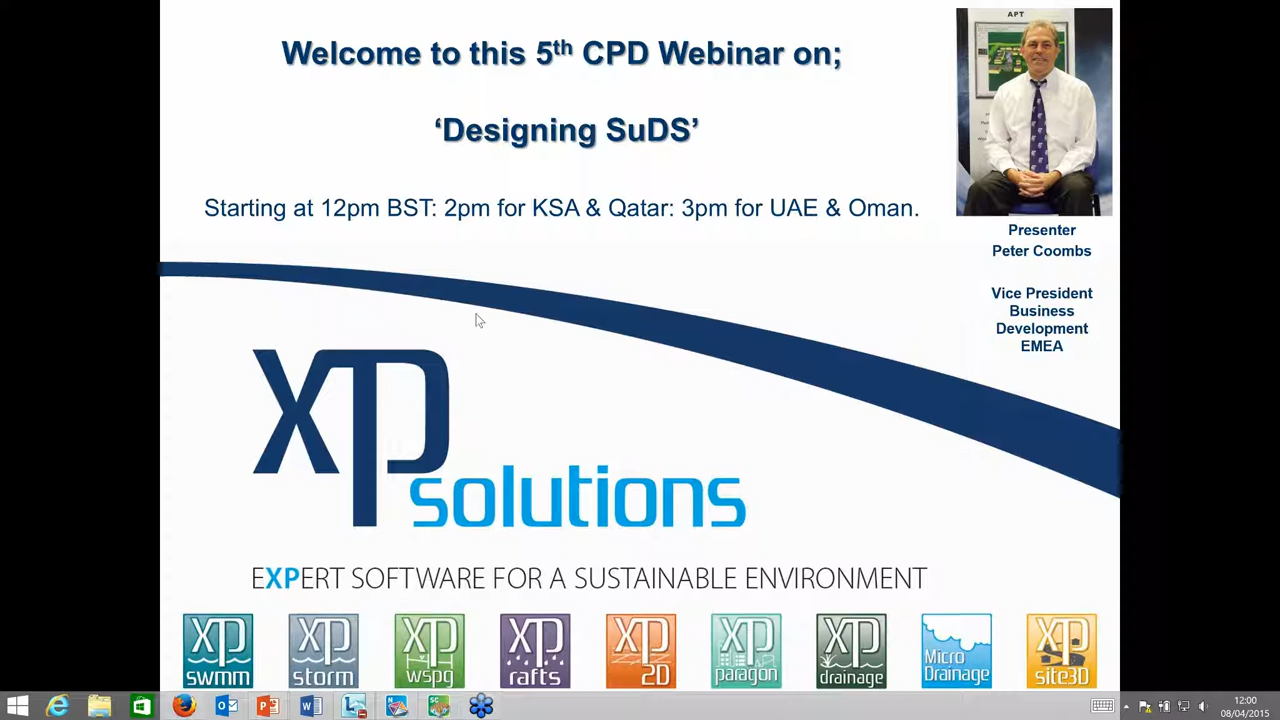 Welcome to this 5th CPD Webinar on;
‘Designing SuDS’
Starting at 12pm BST: 2pm for KSA & Qatar: 3pm for UAE & Oman.
APT
Presenter
Peter Coombs
Vice President
Business
Development
EMEA
xp
solutions
EXPERT SOFTWARE FOR A SUSTAINABLE ENVIRONMENT
xp
swmm
xp
storm
xp
wspg
xp
rafts
xp
2D
xp
paragon
xp
drainage
Micro
Drainage
xp
site3D
12:00
08/04/2015